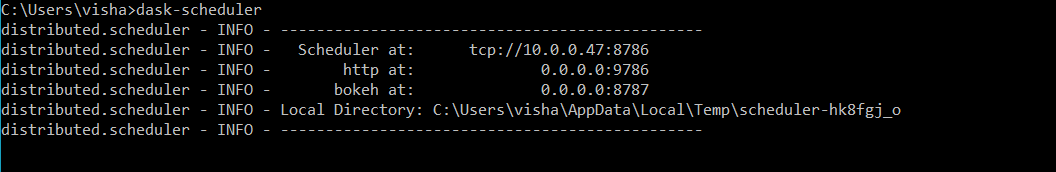 C:\Users\visha>dask-scheduler
distributed.scheduler - INFO - -----------------------------------------------
distributed.scheduler - INFO -   Scheduler at:      tcp://10.0.0.47:8786
distributed.scheduler - INFO -        http at:              0.0.0.0:9786
distributed.scheduler - INFO -       bokeh at:              0.0.0.0:8787
distributed.scheduler - INFO - Local Directory: C:\Users\visha\AppData\Local\Temp\scheduler-hk8fgj_o
distributed.scheduler - INFO - -----------------------------------------------